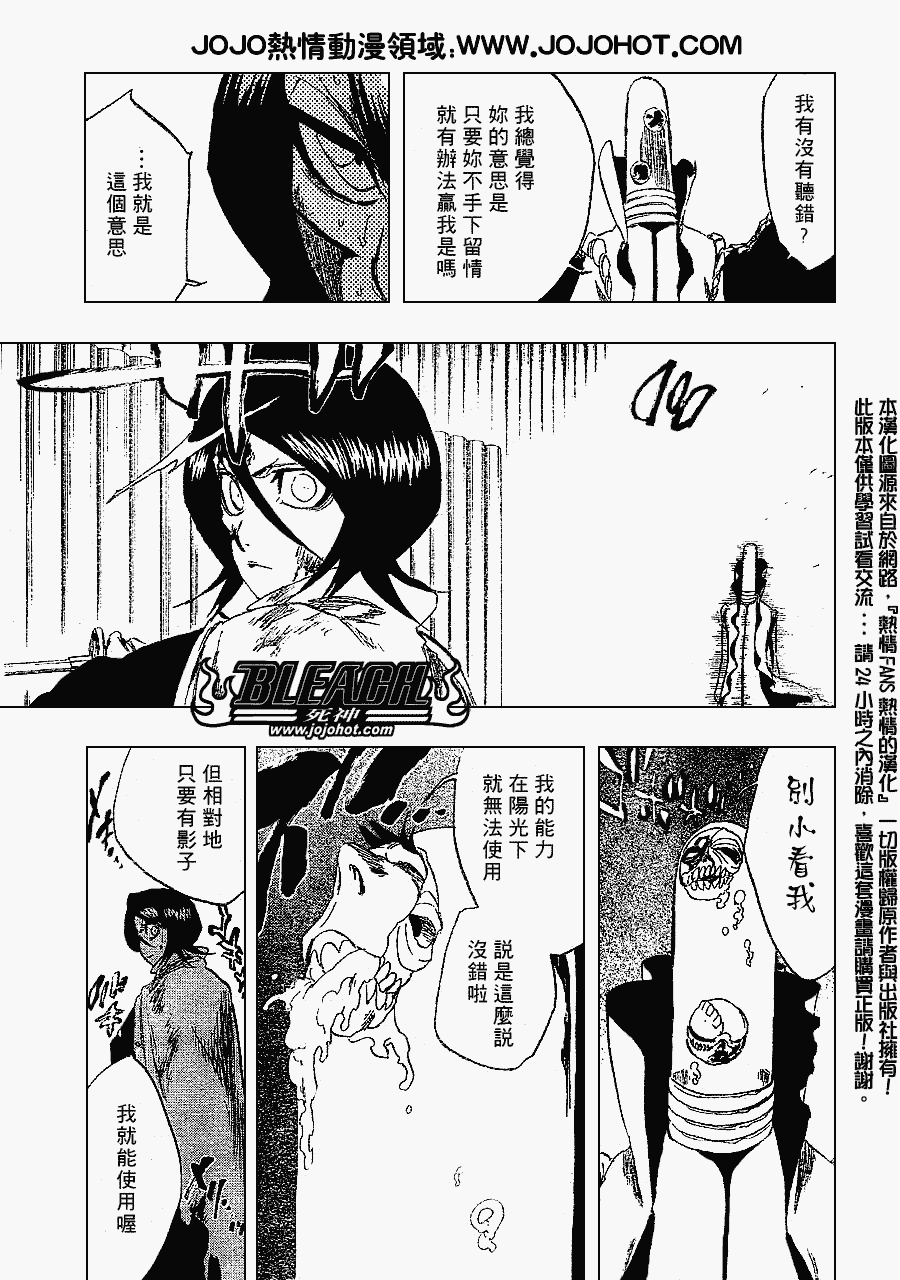 JOJO熱情動漫領域:WWW.JOJOHOT.COM
我有沒有聽錯?
我總覺得
妳的意思是
只要妳不手下留情
就有辦法贏我是嗎
…我就是
這個意思
BLEACH
死神
www.jojohot.com
別小看我
我的能力
在陽光下
就無法使用
說是這麼說
沒錯啦
但相對地
只要有影子
我就能使用喔
本漢化圖源來自於網路，『熱情FANS 熱情的漢化』一切版權歸原作者與出版社擁有！
此版本僅供學習試看交流… 請 24 小時之內消除，喜歡這套漫畫請購買正版！謝謝。